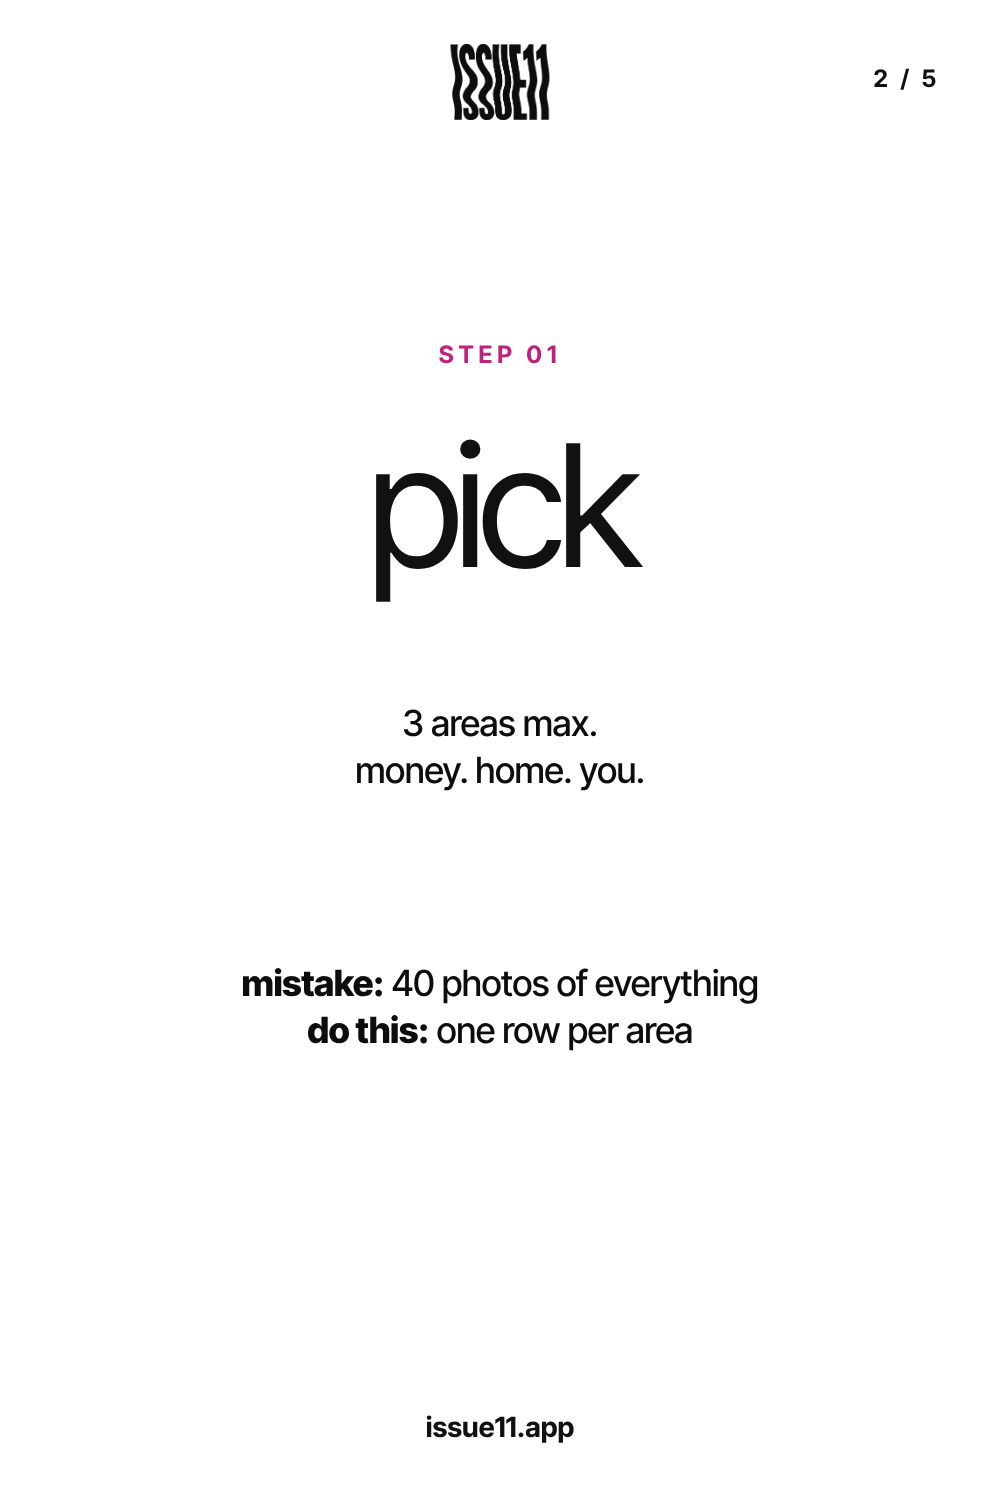 ISSUE11
2 / 5
STEP 01
pick
3 areas max.
money. home. you.
mistake: 40 photos of everything
do this: one row per area
issue11.app